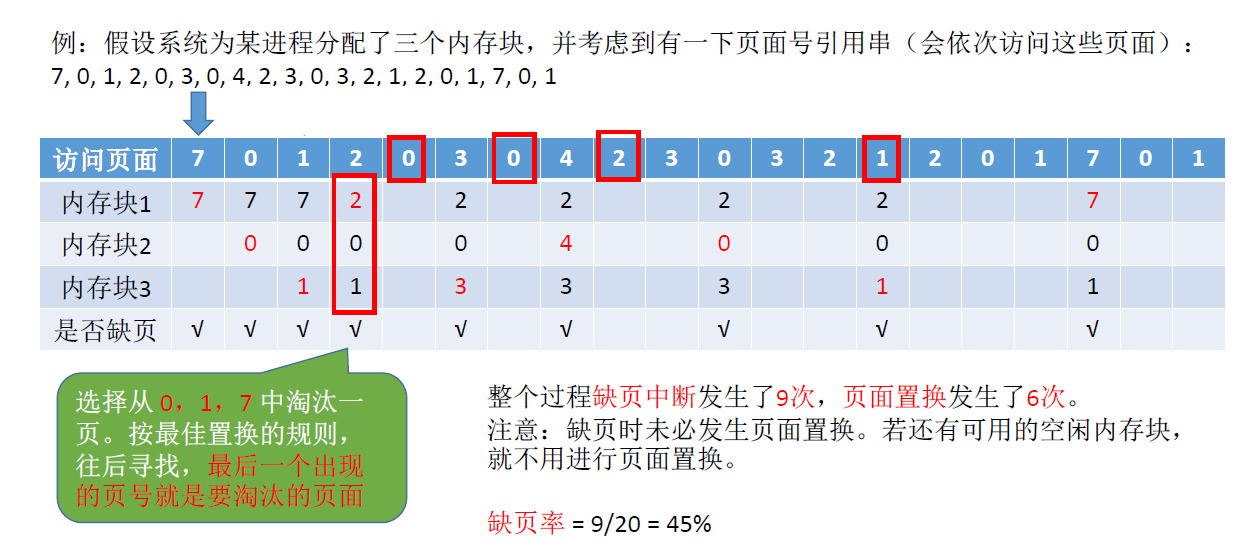 例：假设系统为某进程分配了三个内存块，并考虑到有一下页面号引用串（会依次访问这些页面）：
7, 0, 1, 2, 0, 3, 0, 4, 2, 3, 0, 3, 2, 1, 2, 0, 1, 7, 0, 1
访问页面 7 0 1 2 0 3 0 4 2 3 0 3 2 1 2 0 1 7 0 1
内存块1 7 7 7 2 2 2 2 2 7
内存块2 0 0 0 0 4 0 0 0
内存块3 1 1 3 3 3 1 1
是否缺页 √ √ √ √ √ √ √ √ √
选择从 0，1，7 中淘汰一
页。按最佳置换的规则，
往后寻找，最后一个出现
的页号就是要淘汰的页面
整个过程缺页中断发生了9次，页面置换发生了6次。
注意：缺页时未必发生页面置换。若还有可用的空闲内存块，
就不用进行页面置换。
缺页率 = 9/20 = 45%